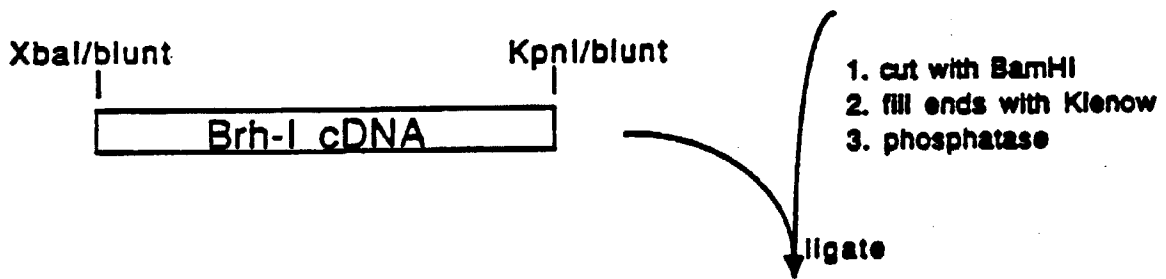 XbaI/blunt
KpnI/blunt
Brh-I cDNA
1. cut with BamHI
2. fill ends with Klenow
3. phosphatase
ligate